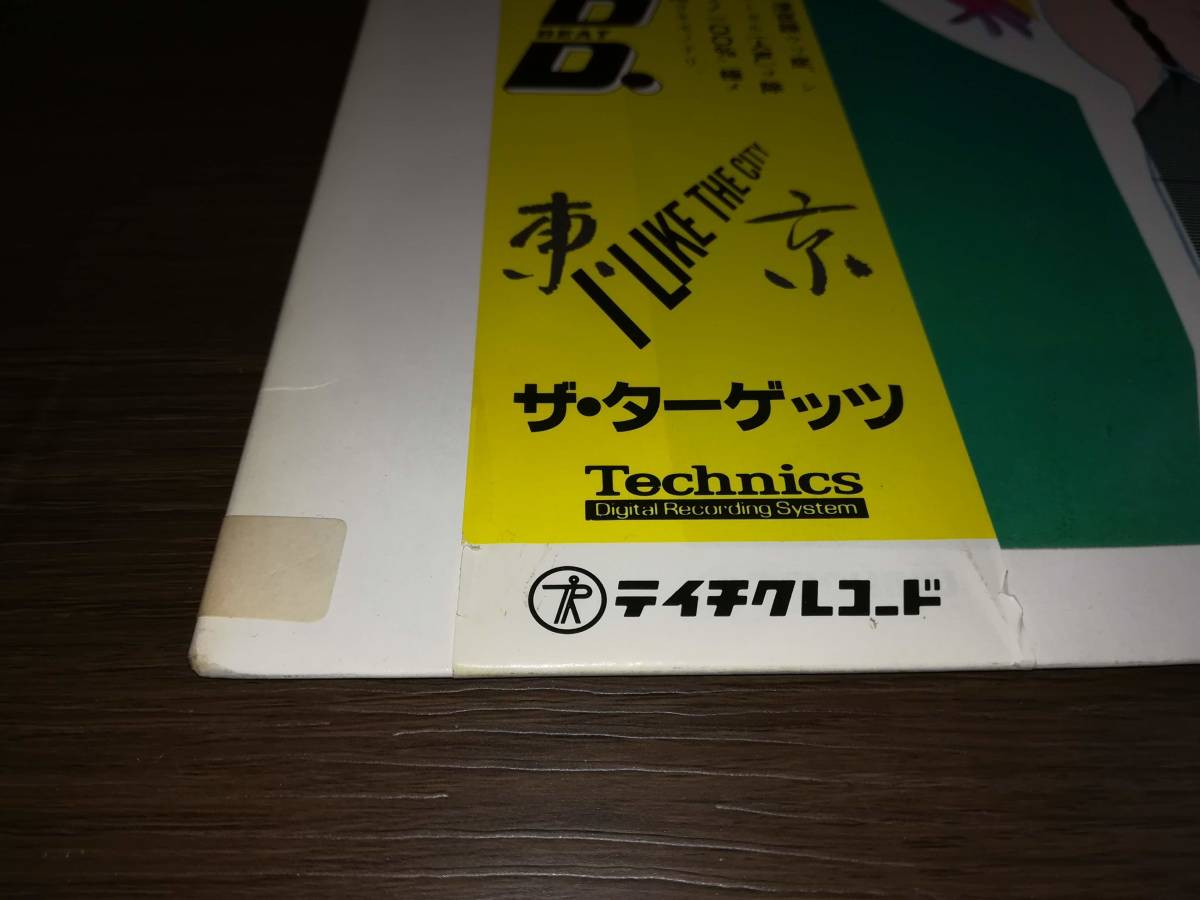 BEAT
D.
東京
I・LIKE THE CITY
ザ・ターゲッツ
Technics
Digital Recording System
テイチクレコード